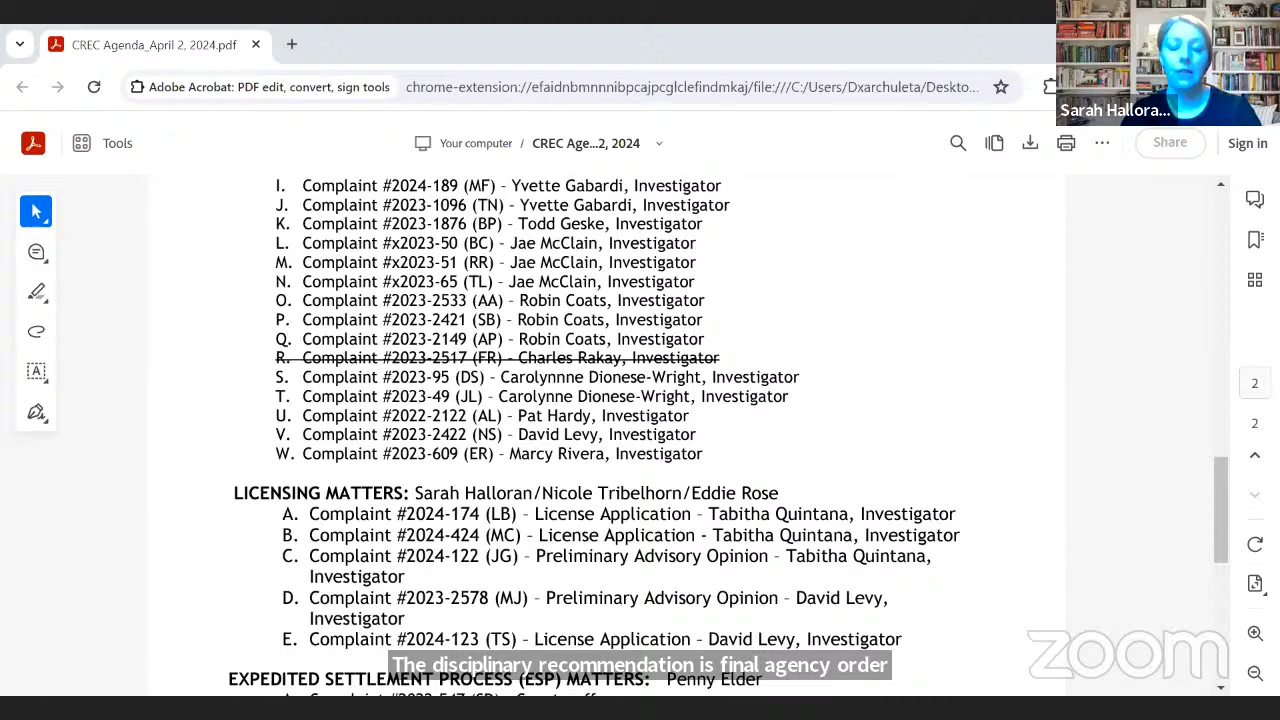 CREC Agenda_April 2, 2024.pdf
Adobe Acrobat: PDF edit, convert, sign tools
chrome-extension://efaidnbmnnnibpcajpcglclefindmkaj/file:///C:/Users/Dxarchuleta/Deskto...
Sarah Hallora...
Tools
Your computer / CREC Age...2, 2024
Share
Sign in
I. Complaint #2024-189 (MF) – Yvette Gabardi, Investigator
J. Complaint #2023-1096 (TN) – Yvette Gabardi, Investigator
K. Complaint #2023-1876 (BP) – Todd Geske, Investigator
L. Complaint #x2023-50 (BC) – Jae McClain, Investigator
M. Complaint #x2023-51 (RR) – Jae McClain, Investigator
N. Complaint #x2023-65 (TL) – Jae McClain, Investigator
O. Complaint #2023-2533 (AA) – Robin Coats, Investigator
P. Complaint #2023-2421 (SB) – Robin Coats, Investigator
Q. Complaint #2023-2149 (AP) – Robin Coats, Investigator
R. Complaint #2023-2517 (FR) – Charles Rakay, Investigator
S. Complaint #2023-95 (DS) – Carolynnne Dionese-Wright, Investigator
T. Complaint #2023-49 (JL) – Carolynne Dionese-Wright, Investigator
U. Complaint #2022-2122 (AL) – Pat Hardy, Investigator
V. Complaint #2023-2422 (NS) – David Levy, Investigator
W. Complaint #2023-609 (ER) – Marcy Rivera, Investigator
2
2
LICENSING MATTERS: Sarah Halloran/Nicole Tribelhorn/Eddie Rose
A. Complaint #2024-174 (LB) – License Application – Tabitha Quintana, Investigator
B. Complaint #2024-424 (MC) – License Application - Tabitha Quintana, Investigator
C. Complaint #2024-122 (JG) – Preliminary Advisory Opinion – Tabitha Quintana,
Investigator
D. Complaint #2023-2578 (MJ) – Preliminary Advisory Opinion – David Levy,
Investigator
E. Complaint #2024-123 (TS) – License Application – David Levy, Investigator
The disciplinary recommendation is final agency order
EXPEDITED SETTLEMENT PROCESS (ESP) MATTERS: Penny Elder
zoom